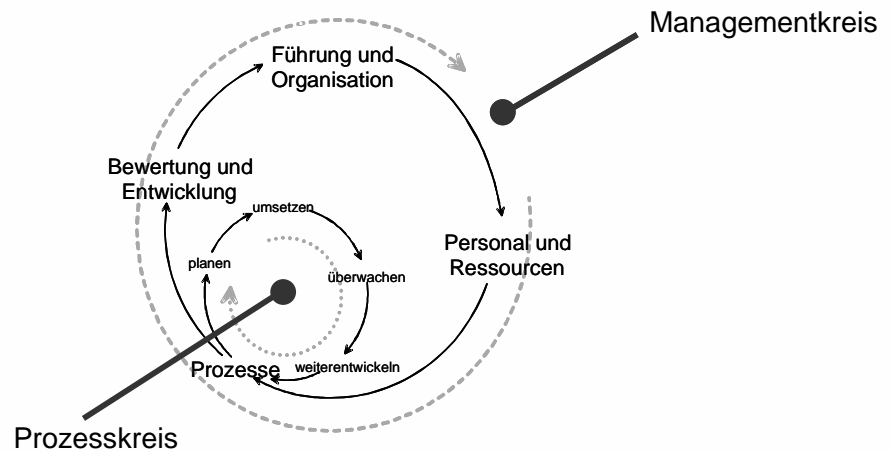 Managementkreis
Führung und
Organisation
Bewertung und
Entwicklung
umsetzen
Personal und
Ressourcen
planen
überwachen
Prozesse
weiterentwickeln
Prozesskreis